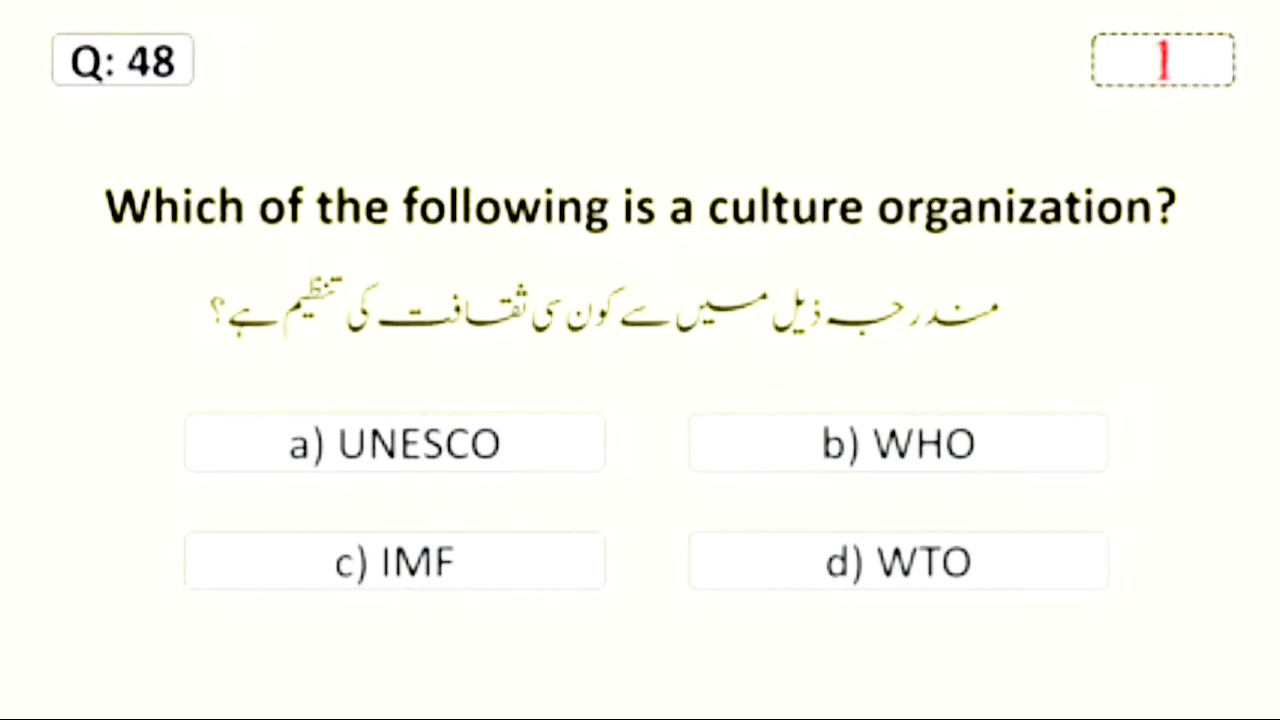 Q: 48
1
Which of the following is a culture organization?
مندرجہ ذیل میں سے کون سی ثقافت کی تنظیم ہے؟
a) UNESCO
b) WHO
c) IMF
d) WTO